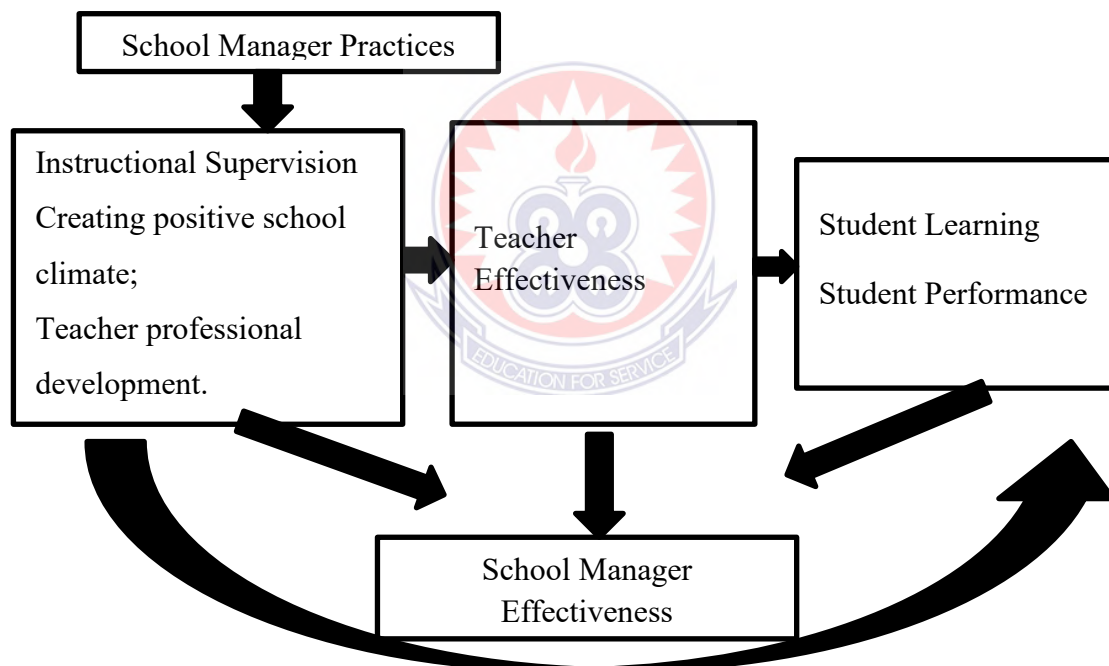 School Manager Practices
Instructional Supervision
Creating positive school
climate;
Teacher professional
development.
Teacher
Effectiveness
Student Learning
Student Performance
EDUCATION FOR SERVICE
School Manager
Effectiveness